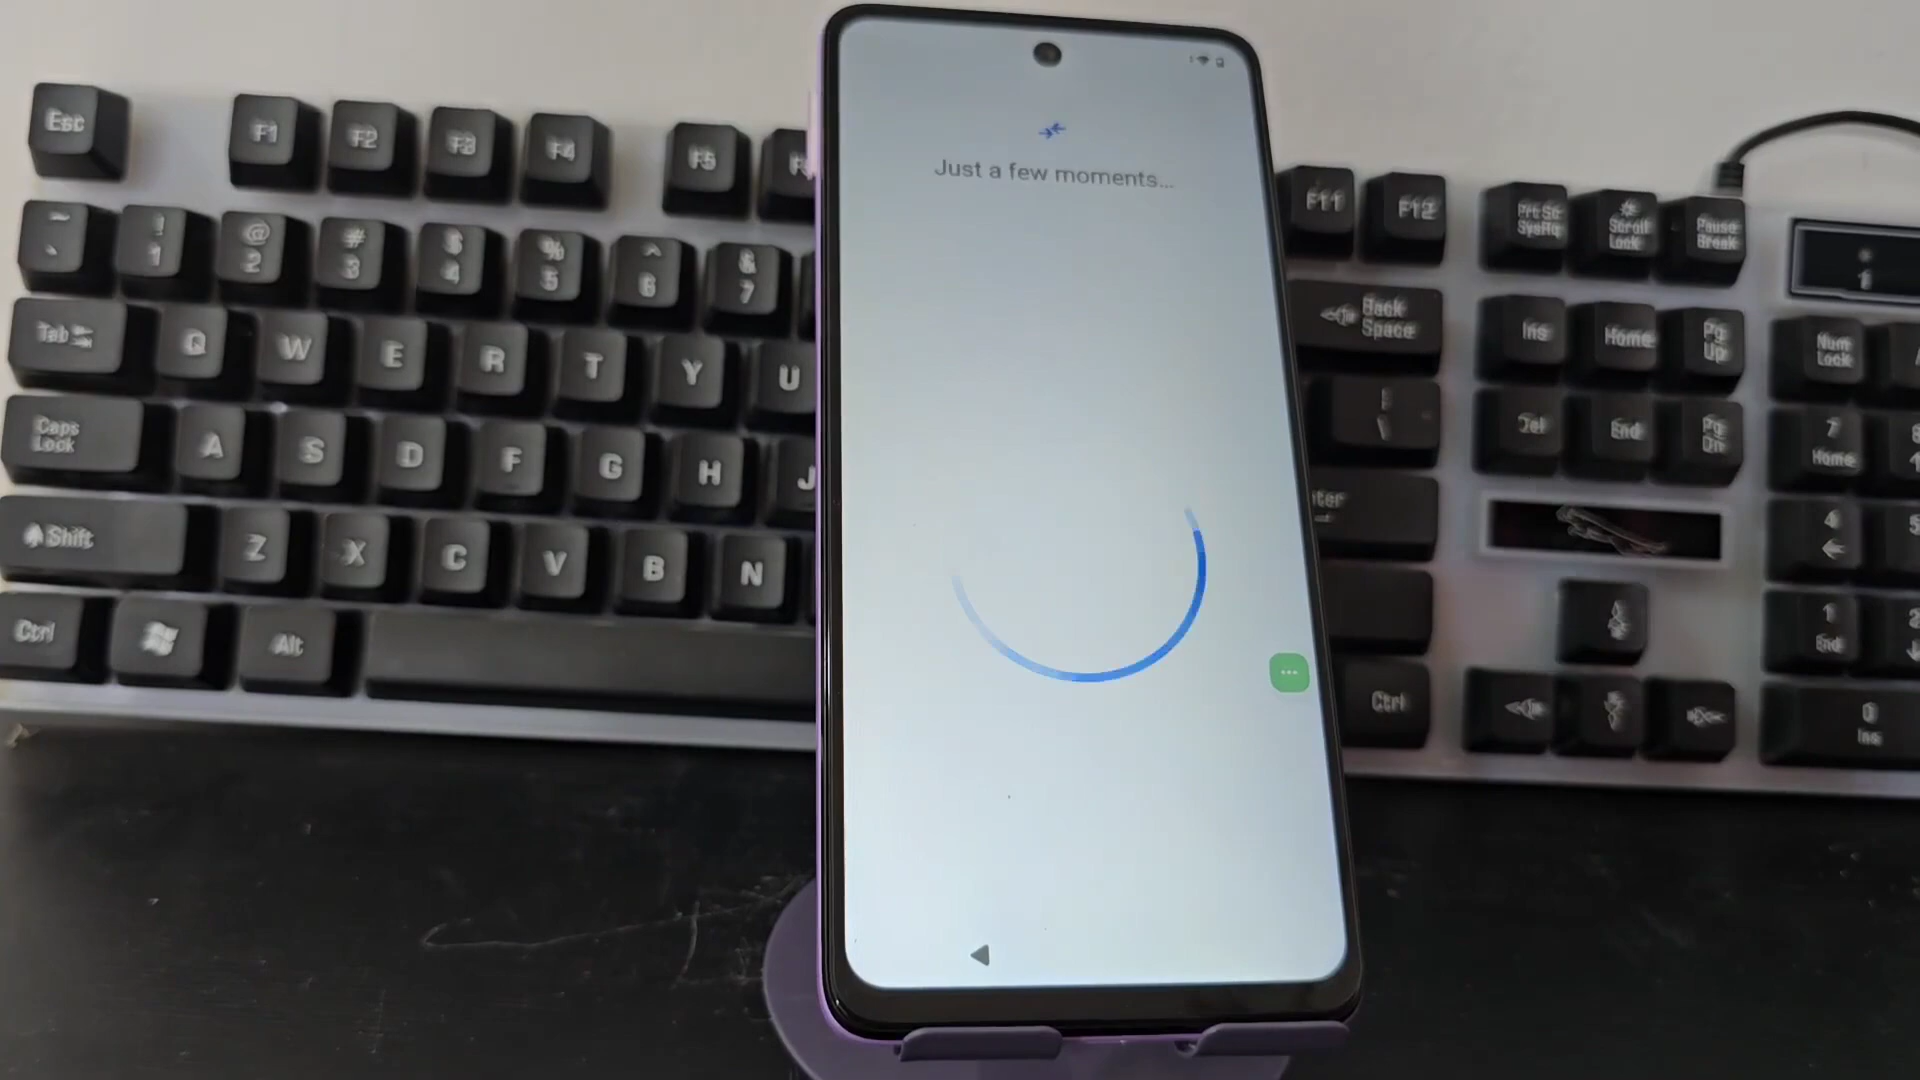 Just a few moments...
Esc F1 F2 F3 F4 F5
F11 F12 Prt Sc SysRq Scroll Lock Pause Break
~ ` ! 1 @ 2 # 3 $ 4 % 5 ^ 6 & 7
Back Space Ins Home Pg Up Num Lock
Tab Q W E R T Y U
Del End Pg Dn 7 Home
Caps Lock A S D F G H J
4
Shift Z X C V B N
1 End
Ctrl Alt
Ctrl 0 Ins